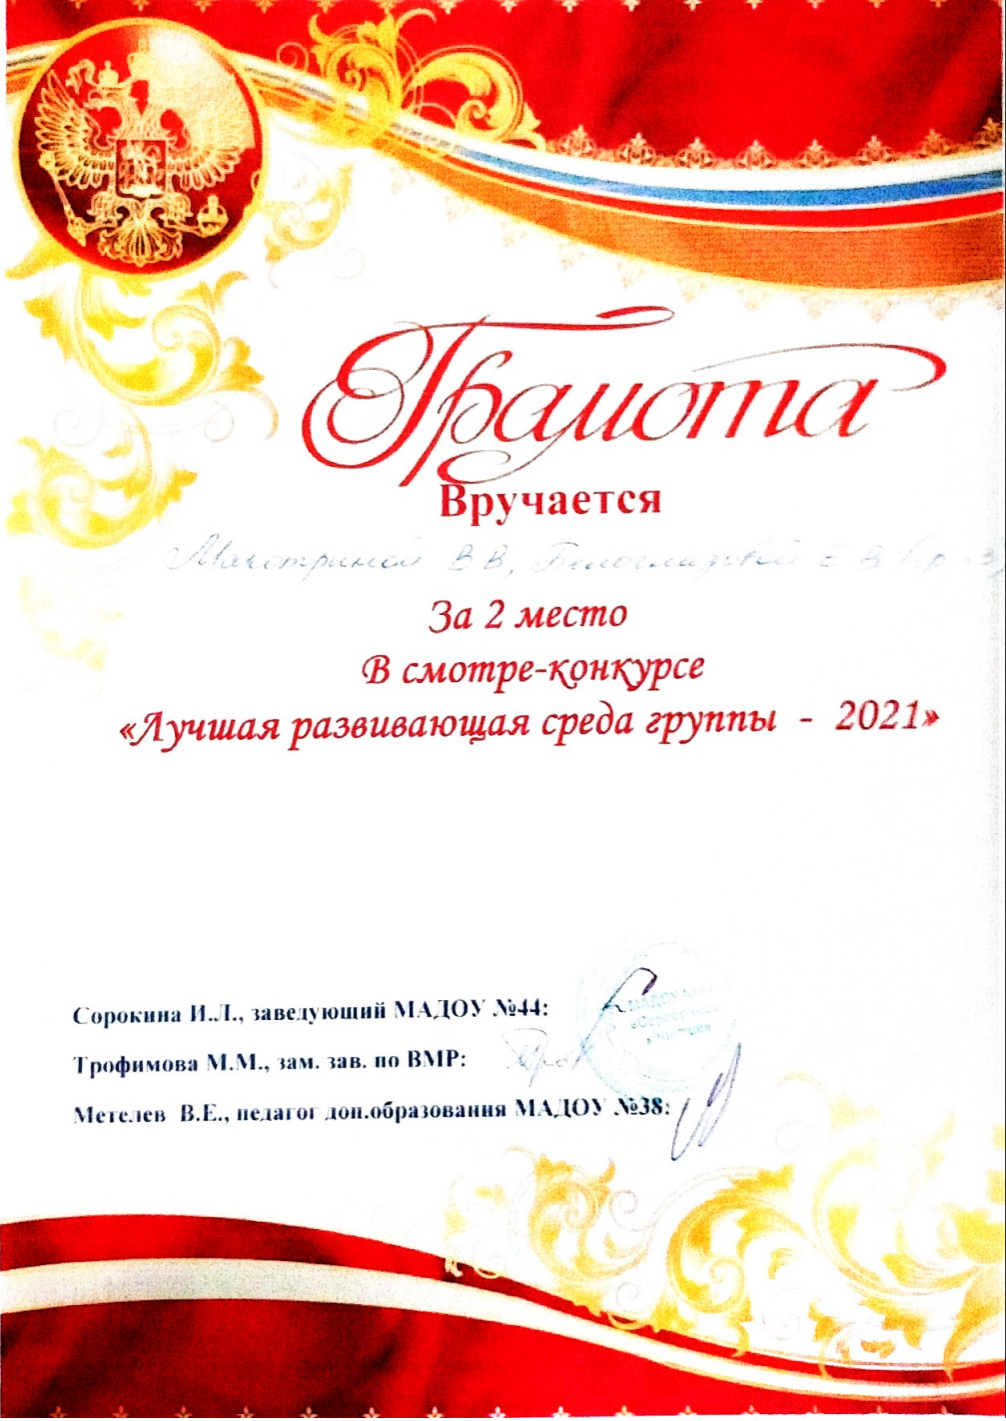 Грамота
Вручается
В В, Белоглазовой Е В
За 2 место
В смотре-конкурсе
«Лучшая развивающая среда группы - 2021»
Сорокина И.Л., заведующий МАДОУ №44:
Трофимова М.М., зам. зав. по ВМР:
Метелев В.Е., педагог доп.образования МАДОУ №38: